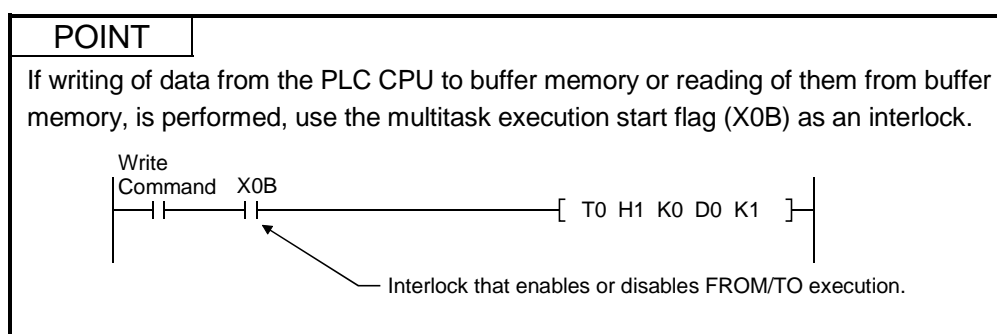 POINT
If writing of data from the PLC CPU to buffer memory or reading of them from buffer
memory, is performed, use the multitask execution start flag (X0B) as an interlock.
Write
Command X0B
[ T0 H1 K0 D0 K1 ]
Interlock that enables or disables FROM/TO execution.